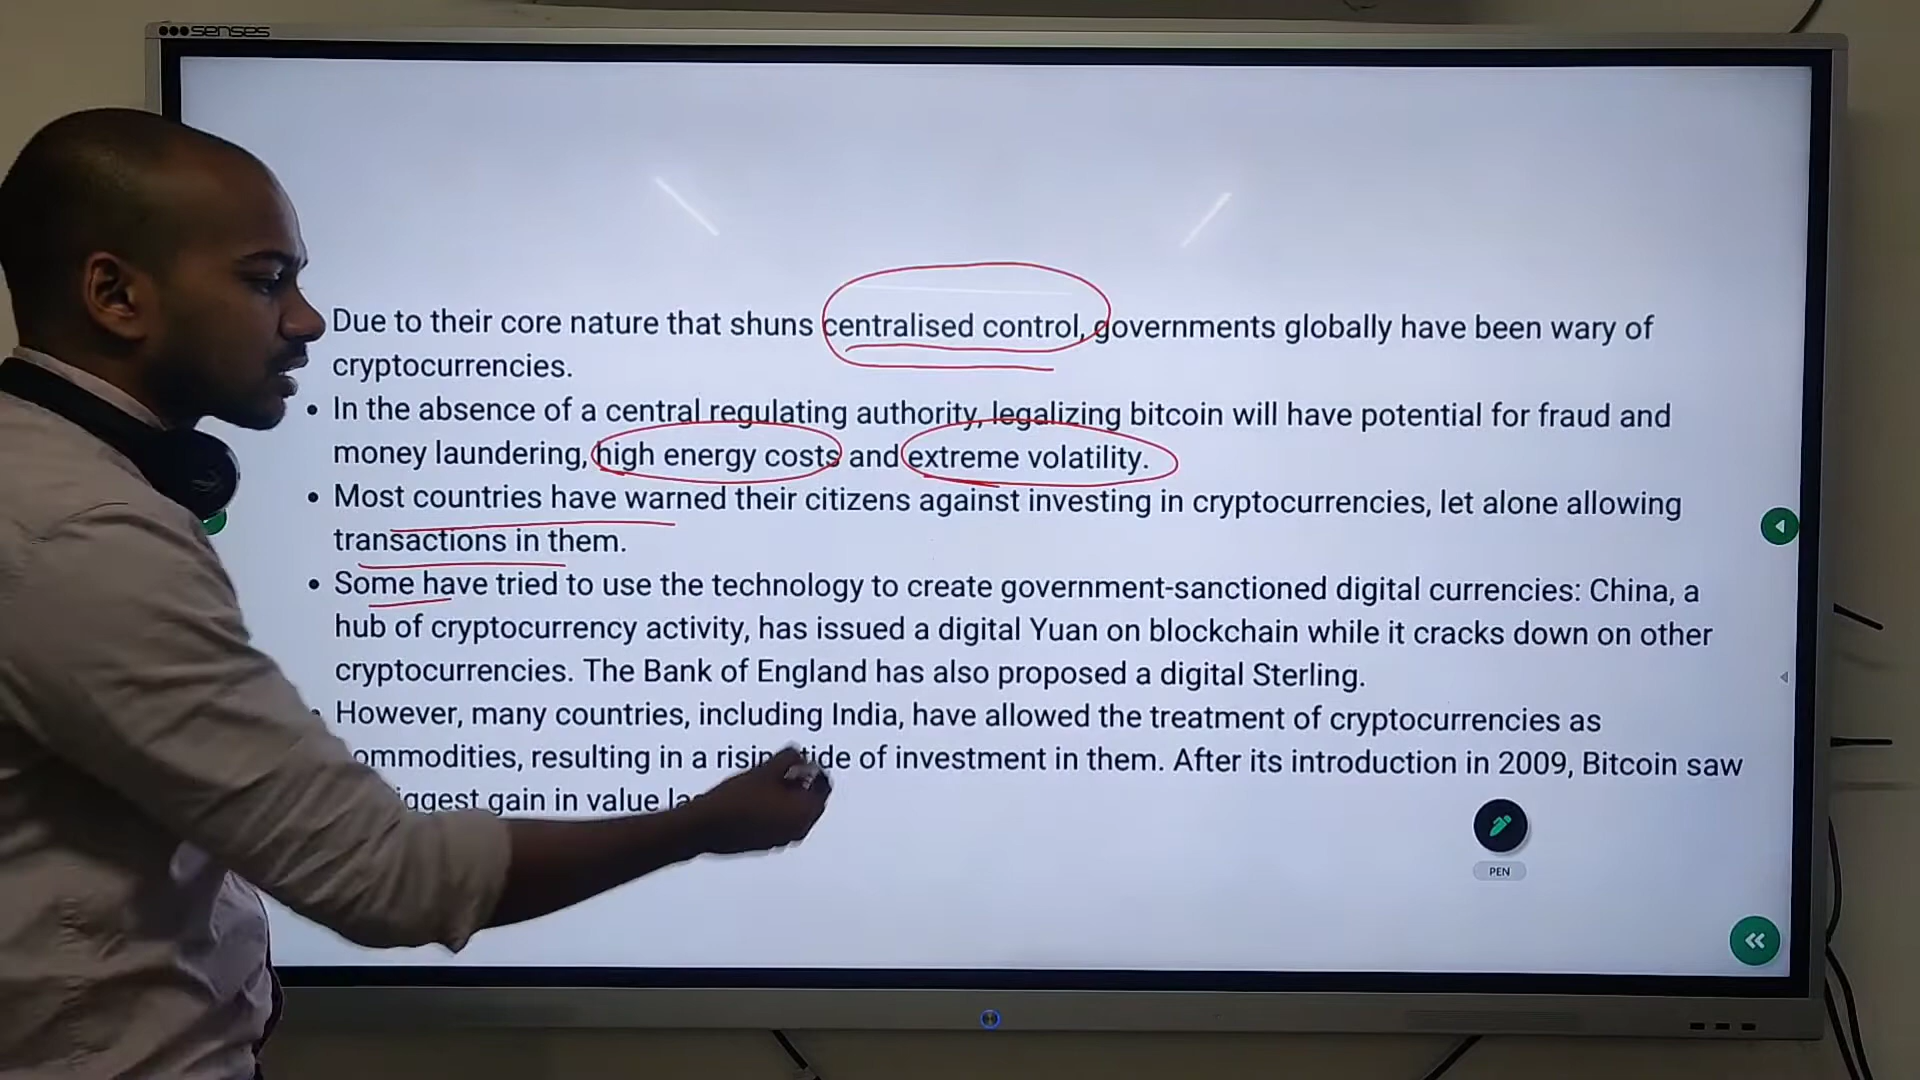 senses
Due to their core nature that shuns centralised control, governments globally have been wary of
cryptocurrencies.
• In the absence of a central regulating authority, legalizing bitcoin will have potential for fraud and
money laundering, high energy costs and extreme volatility.
• Most countries have warned their citizens against investing in cryptocurrencies, let alone allowing
transactions in them.
• Some have tried to use the technology to create government-sanctioned digital currencies: China, a
hub of cryptocurrency activity, has issued a digital Yuan on blockchain while it cracks down on other
cryptocurrencies. The Bank of England has also proposed a digital Sterling.
• However, many countries, including India, have allowed the treatment of cryptocurrencies as
ommodities, resulting in a rising tide of investment in them. After its introduction in 2009, Bitcoin saw
iggest gain in value
PEN